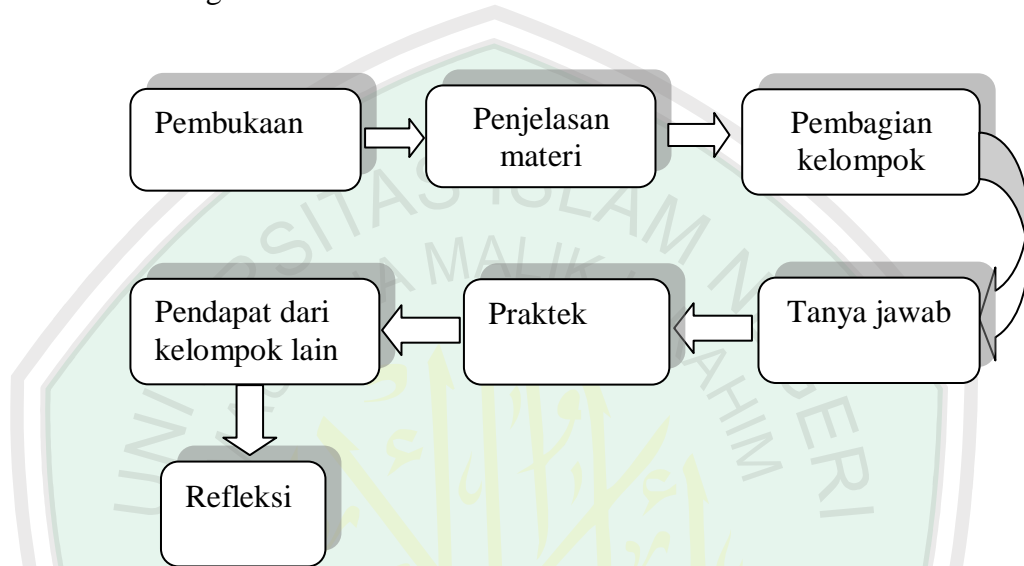 Pembukaan
Penjelasan
materi
Pembagian
kelompok
Tanya jawab
Praktek
Pendapat dari
kelompok lain
Refleksi